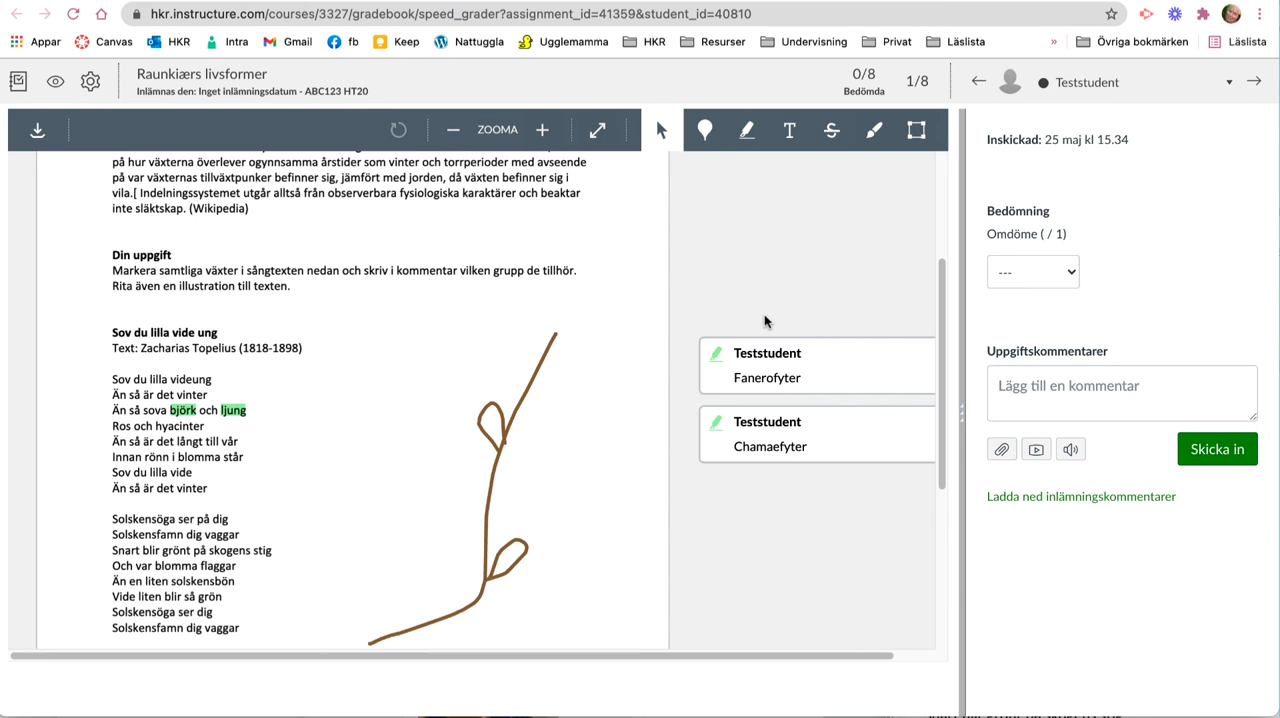 hkr.instructure.com/courses/3327/gradebook/speed_grader?assignment_id=41359&student_id=40810
Appar Canvas HKR Intra Gmail fb Keep Nattuggla Ugglemamma HKR Resurser Undervisning Privat Läslista » Övriga bokmärken Läslista
Raunkiærs livsformer
Inlämnas den: Inget inlämningsdatum - ABC123 HT20
0/8
Bedömda
1/8
Teststudent
ZOOMA
T
på hur växterna överlever ogynnsamma årstider som vinter och torrperioder med avseende
på var växternas tillväxtpunker befinner sig, jämfört med jorden, då växten befinner sig i
vila.[ Indelningssystemet utgår alltså från observerbara fysiologiska karaktärer och beaktar
inte släktskap. (Wikipedia)
Din uppgift
Markera samtliga växter i sångtexten nedan och skriv i kommentar vilken grupp de tillhör.
Rita även en illustration till texten.
Sov du lilla vide ung
Text: Zacharias Topelius (1818-1898)
Sov du lilla videung
Än så är det vinter
Än så sova björk och ljung
Ros och hyacinter
Än så är det långt till vår
Innan rönn i blomma står
Sov du lilla vide
Än så är det vinter
Solskensöga ser på dig
Solskensfamn dig vaggar
Snart blir grönt på skogens stig
Och var blomma flaggar
Än en liten solskensbön
Vide liten blir så grön
Solskensöga ser dig
Solskensfamn dig vaggar
Teststudent
Fanerofyter
Teststudent
Chamaefyter
Inskickad: 25 maj kl 15.34
Bedömning
Omdöme ( / 1)
---
Uppgiftskommentarer
Lägg till en kommentar
Skicka in
Ladda ned inlämningskommentarer